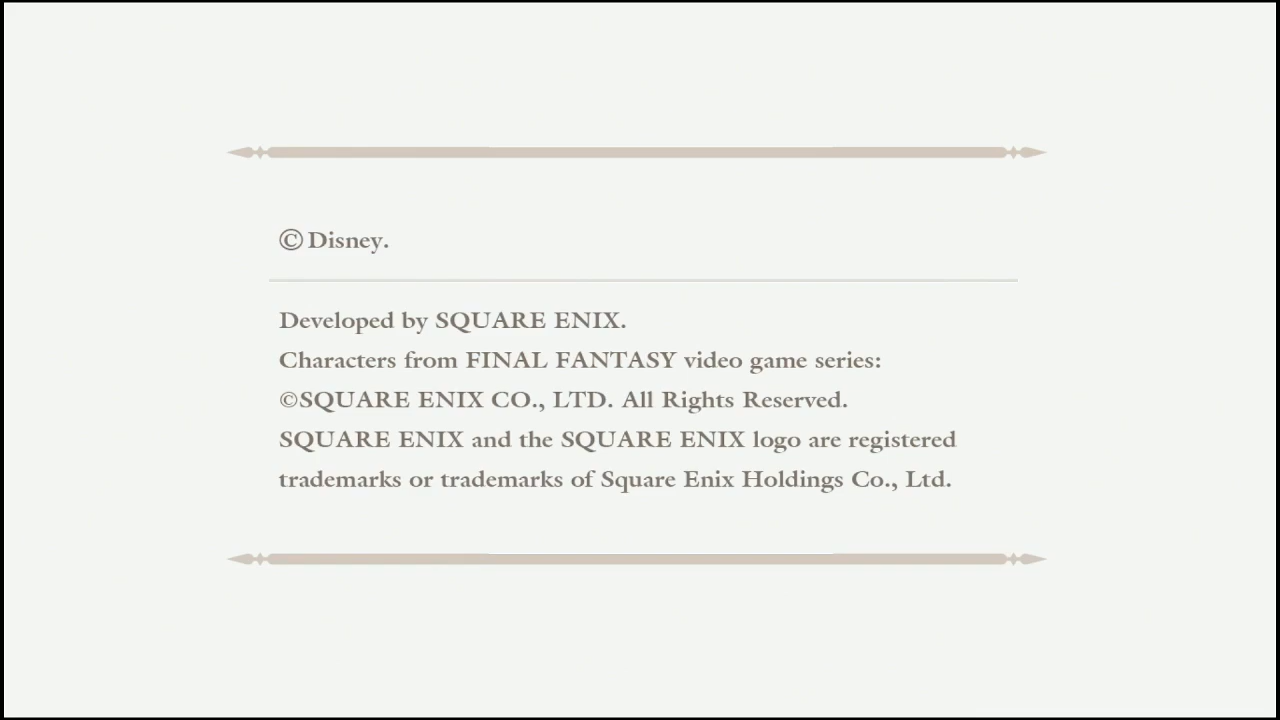 © Disney.
Developed by SQUARE ENIX.
Characters from FINAL FANTASY video game series:
©SQUARE ENIX CO., LTD. All Rights Reserved.
SQUARE ENIX and the SQUARE ENIX logo are registered
trademarks or trademarks of Square Enix Holdings Co., Ltd.